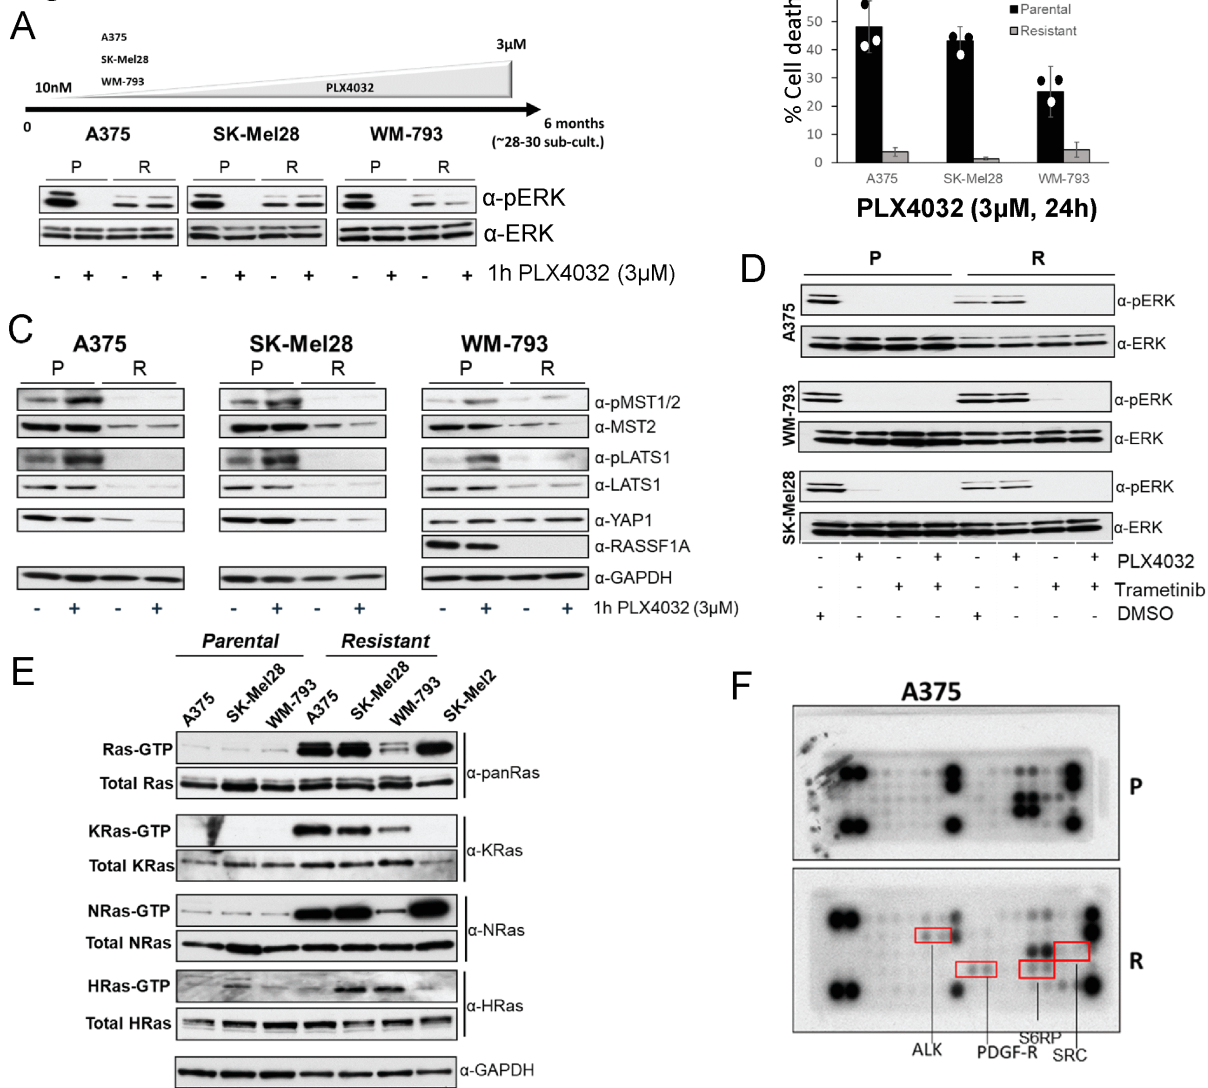 A
A375
SK-Mel28
WM-793
3µM
10nM
PLX4032
0
6 months
(~28-30 sub-cult.)
A375 SK-Mel28 WM-793
P R P R P R
α-pERK
α-ERK
- + - + - + - + - + - + 1h PLX4032 (3µM)
% Cell death
50
40
30
20
10
0
Parental
Resistant
A375 SK-Mel28 WM-793
PLX4032 (3µM, 24h)
C
A375 SK-Mel28 WM-793
P R P R P R
α-pMST1/2
α-MST2
α-pLATS1
α-LATS1
α-YAP1
α-RASSF1A
α-GAPDH
- + - + - + - + - + - + 1h PLX4032 (3µM)
D
P R
A375
α-pERK
α-ERK
WM-793
α-pERK
α-ERK
SK-Mel28
α-pERK
α-ERK
- + - + - + - + PLX4032
- - + + - - + + Trametinib
+ - - - + - - - DMSO
E
Parental Resistant
A375 SK-Mel28 WM-793 A375 SK-Mel28 WM-793 SK-Mel2
Ras-GTP
Total Ras
α-panRas
KRas-GTP
Total KRas
α-KRas
NRas-GTP
Total NRas
α-NRas
HRas-GTP
Total HRas
α-HRas
α-GAPDH
F
A375
P
R
ALK PDGF-R S6RP SRC